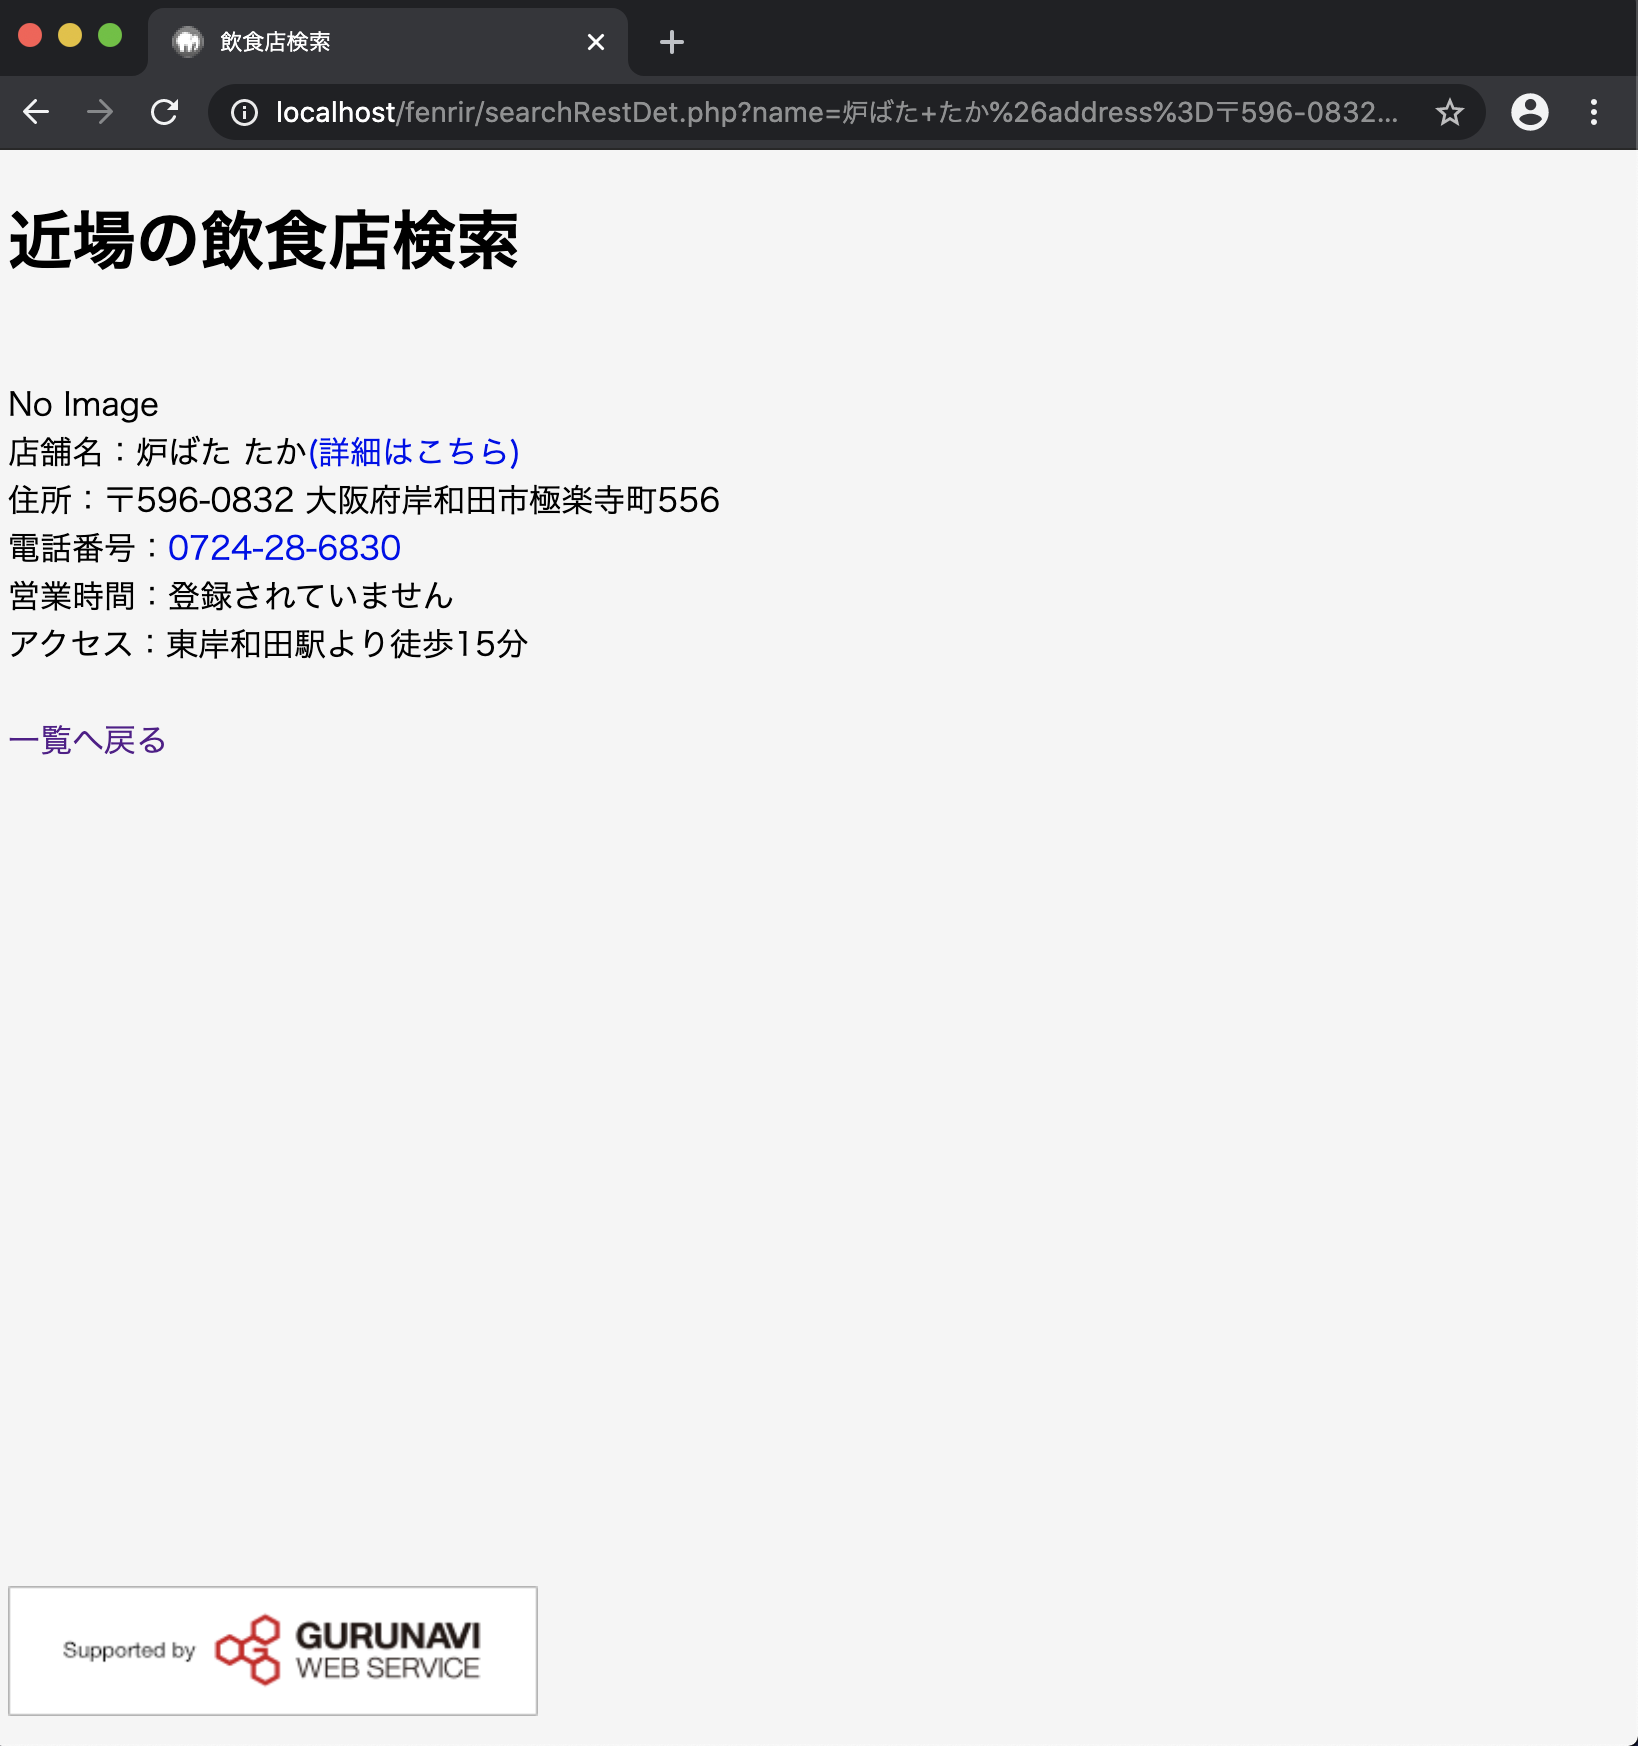 飲食店検索
localhost/fenrir/searchRestDet.php?name=炉ばた+たか%26address%3D〒596-0832...
近場の飲食店検索
No Image
店舗名：炉ばた たか(詳細はこちら)
住所：〒596-0832 大阪府岸和田市極楽寺町556
電話番号：0724-28-6830
営業時間：登録されていません
アクセス：東岸和田駅より徒歩15分
一覧へ戻る
Supported by GURUNAVI
WEB SERVICE